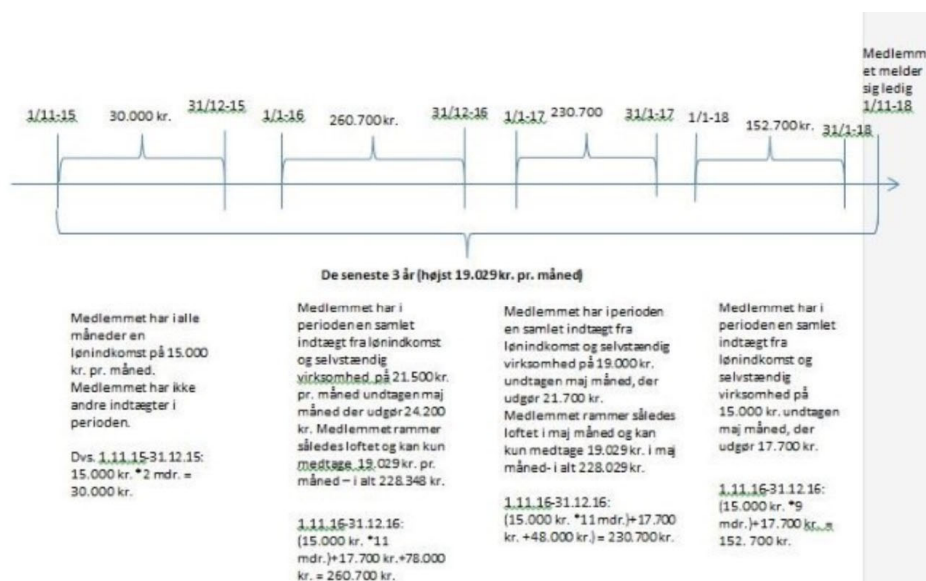 Medlemm
et melder
sig ledig
1/11-18
1/11-15
30.000 kr.
31/12-15
1/1-16
260.700 kr.
31/12-16
1/1-17
230.700
31/1-17
1/1-18
152.700 kr.
31/1-18
De seneste 3 år (højst 19.029 kr. pr. måned)
Medlemmet har i alle
måneder en
lønindkomst på 15.000
kr. pr. måned.
Medlemmet har ikke
andre indtægter i
perioden.
Dvs. 1.11.15-31.12.15:
15.000 kr. *2 mdr. =
30.000 kr.
Medlemmet har i
perioden en samlet
indtægt fra lønindkomst
og selvstændig
virksomhed på 21.500 kr.
pr. måned undtagen maj
måned der udgør 24.200
kr. Medlemmet rammer
således loftet og kan kun
medtage 19.029 kr. pr.
måned – i alt 228.348 kr.
1.11.16-31.12.16:
(15.000 kr. *11
mdr.)+17.700 kr.+78.000
kr. = 260.700 kr.
Medlemmet har i perioden
en samlet indtægt fra
lønindkomst og selvstændig
virksomhed på 19.000 kr.
undtagen maj måned, der
udgør 21.700 kr.
Medlemmet rammer således
loftet i maj måned og kan
kun medtage 19.029 kr. i maj
måned- i alt 228.029 kr.
1.11.16-31.12.16:
(15.000 kr. *11 mdr.)+17.700
kr. +48.000 kr.) = 230.700 kr.
Medlemmet har i
perioden en samlet
indtægt fra
lønindkomst og
selvstændig
virksomhed på
15.000 kr. undtagen
maj måned, der
udgør 17.700 kr.
1.11.16-31.12.16:
(15.000 kr. *9
mdr.)+17.700 kr. =
152. 700 kr.